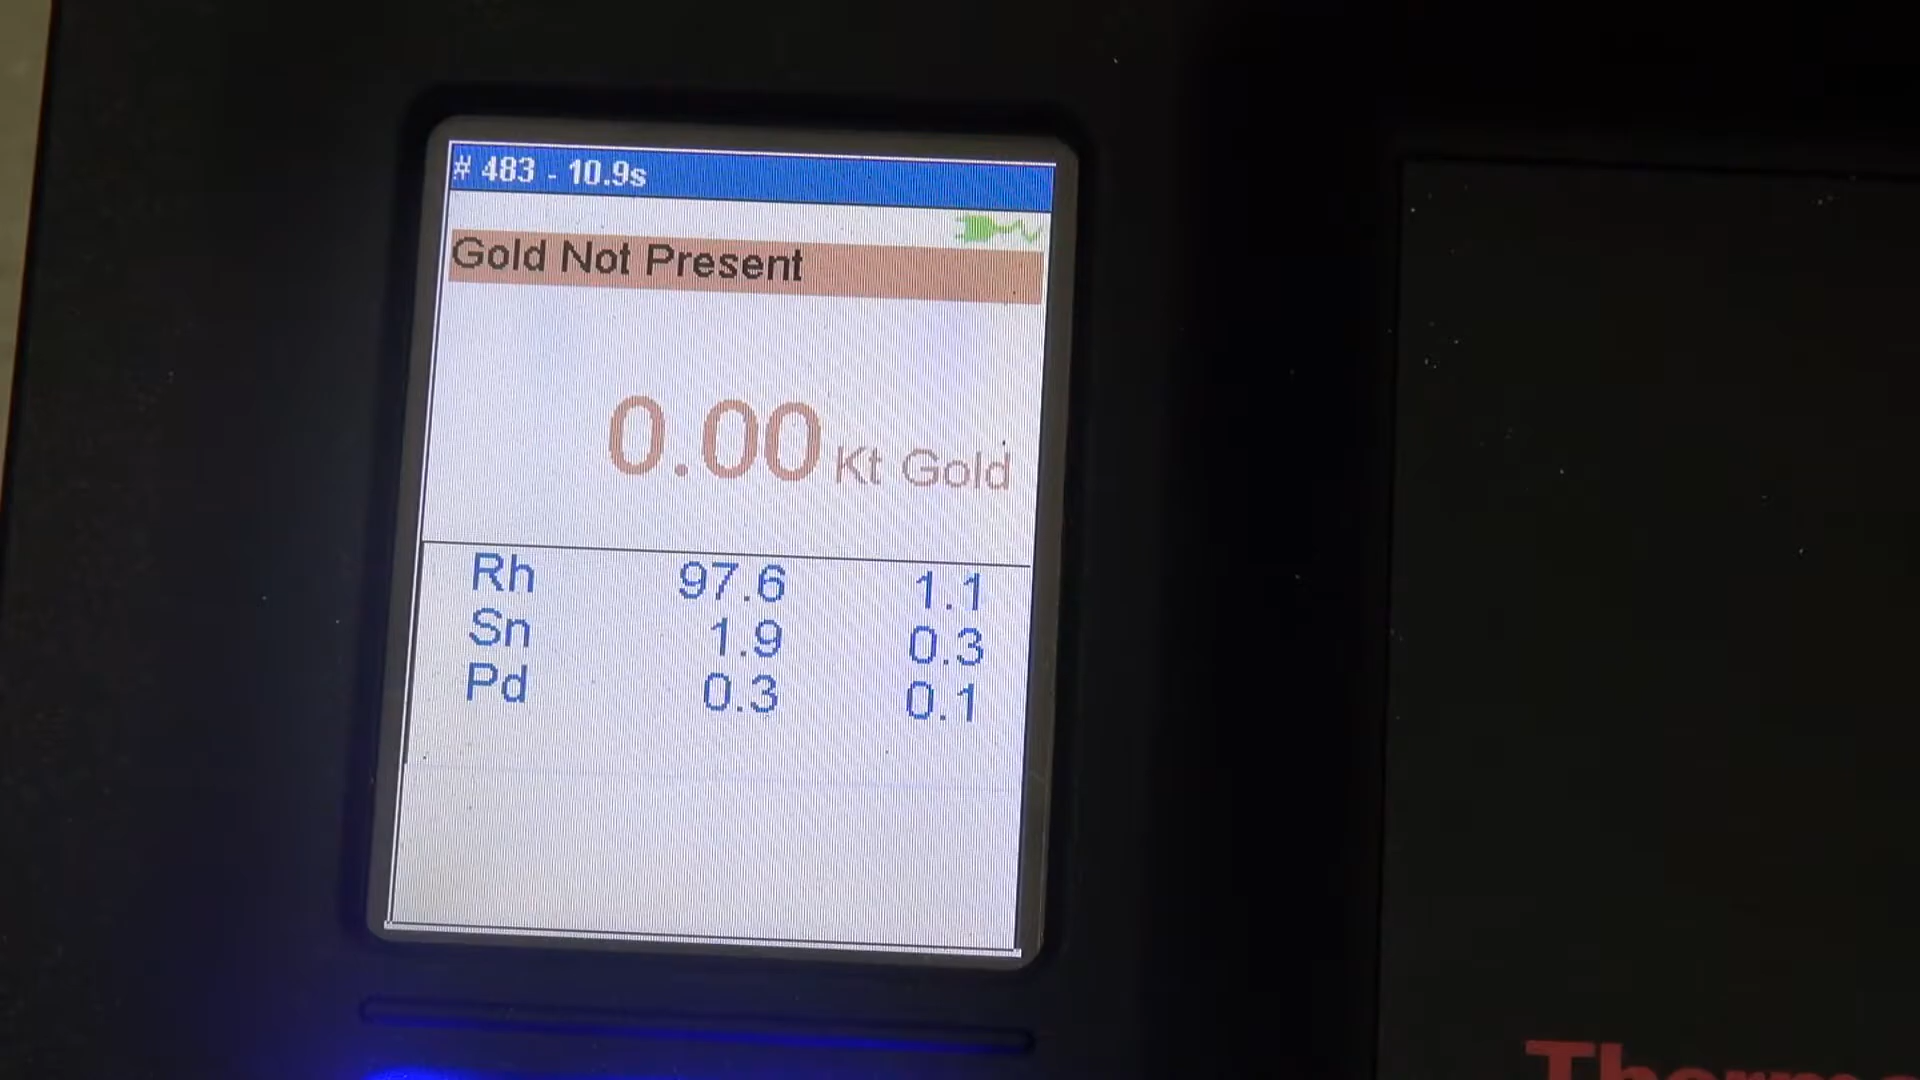 # 483 - 10.9s
Gold Not Present
0.00 Kt Gold
Rh 97.6 1.1
Sn 1.9 0.3
Pd 0.3 0.1